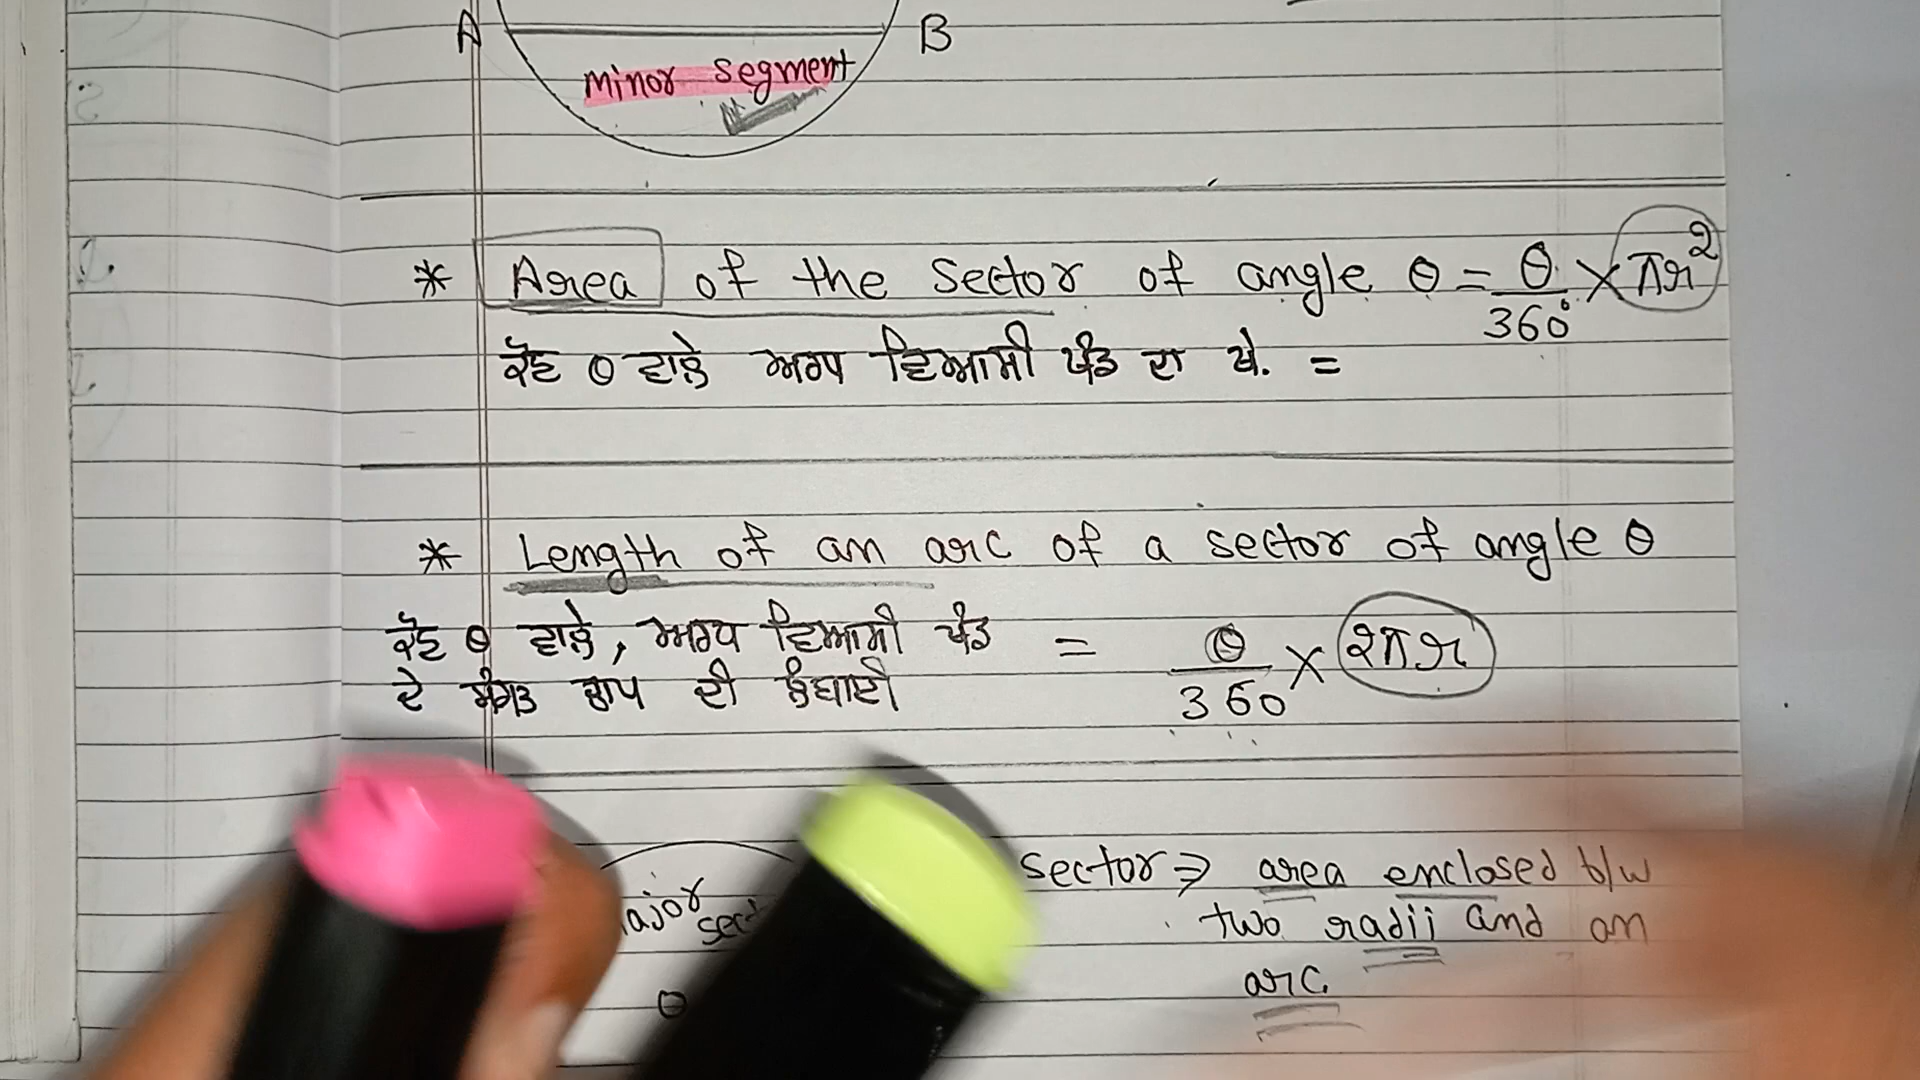 A B
minor segment
* Area of the sector of angle θ = θ/360° × πr²
ਕੋਣ θ ਵਾਲੇ ਅਰਧ ਵਿਆਸੀ ਖੰਡ ਦਾ ਖੇ. =
* Length of an arc of a sector of angle θ
ਕੋਣ θ ਵਾਲੇ, ਅਰਧ ਵਿਆਸੀ ਖੰਡ = θ/360 × 2πr
ਦੇ ਸੰਗਤ ਚਾਪ ਦੀ ਲੰਬਾਈ
sector ⇒ area enclosed b/w
two radii and an
arc.